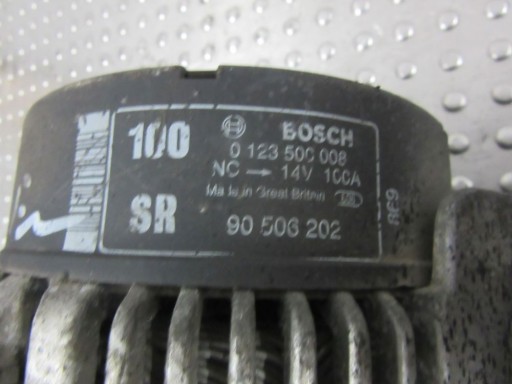 100 BOSCH
0 123 500 008
NC → 14V 100A
Made in Great Britain
SR 90 506 202